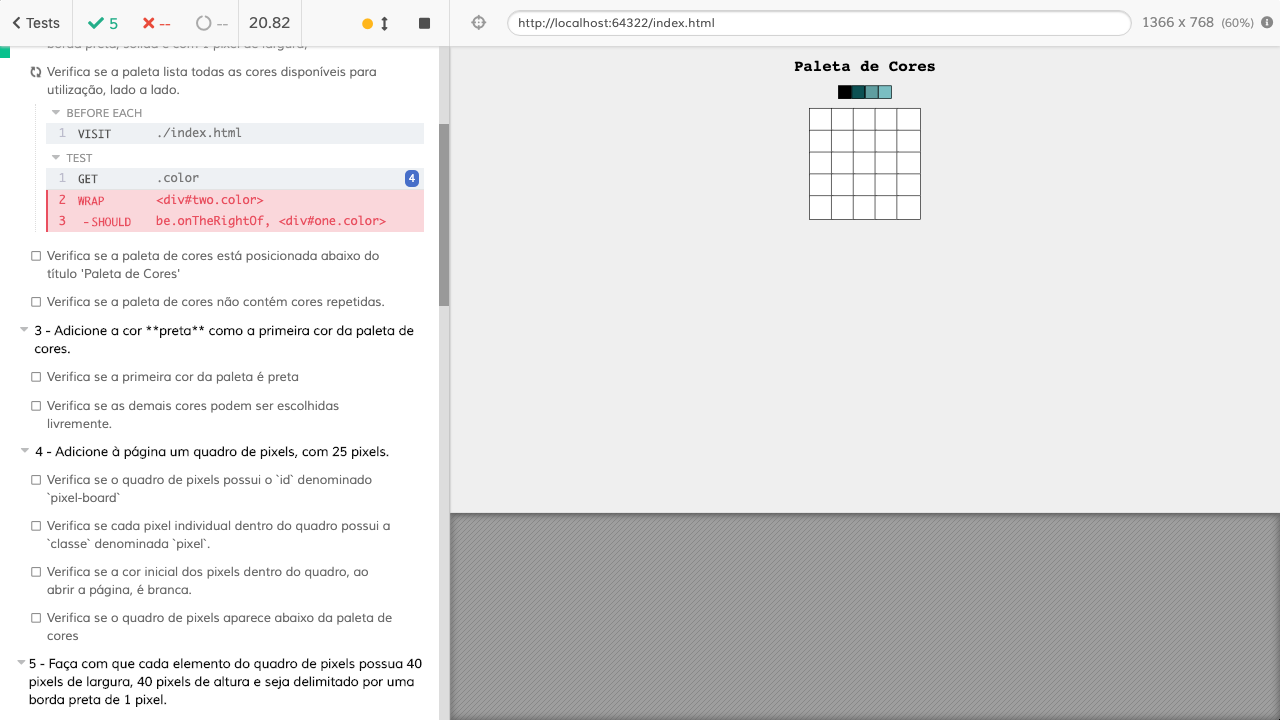 Tests
5
--
--
20.82
http://localhost:64322/index.html
1366 x 768 (60%)
borda preta, sólida e com 1 pixel de largura;
Verifica se a paleta lista todas as cores disponíveis para
utilização, lado a lado.
BEFORE EACH
1 VISIT ./index.html
TEST
1 GET .color 4
2 WRAP <div#two.color>
3 -SHOULD be.onTheRightOf, <div#one.color>
Verifica se a paleta de cores está posicionada abaixo do
título 'Paleta de Cores'
Verifica se a paleta de cores não contém cores repetidas.
3 - Adicione a cor **preta** como a primeira cor da paleta de
cores.
Verifica se a primeira cor da paleta é preta
Verifica se as demais cores podem ser escolhidas
livremente.
4 - Adicione à página um quadro de pixels, com 25 pixels.
Verifica se o quadro de pixels possui o `id` denominado
`pixel-board`
Verifica se cada pixel individual dentro do quadro possui a
`classe` denominada `pixel`.
Verifica se a cor inicial dos pixels dentro do quadro, ao
abrir a página, é branca.
Verifica se o quadro de pixels aparece abaixo da paleta de
cores
5 - Faça com que cada elemento do quadro de pixels possua 40
pixels de largura, 40 pixels de altura e seja delimitado por uma
borda preta de 1 pixel.
Paleta de Cores